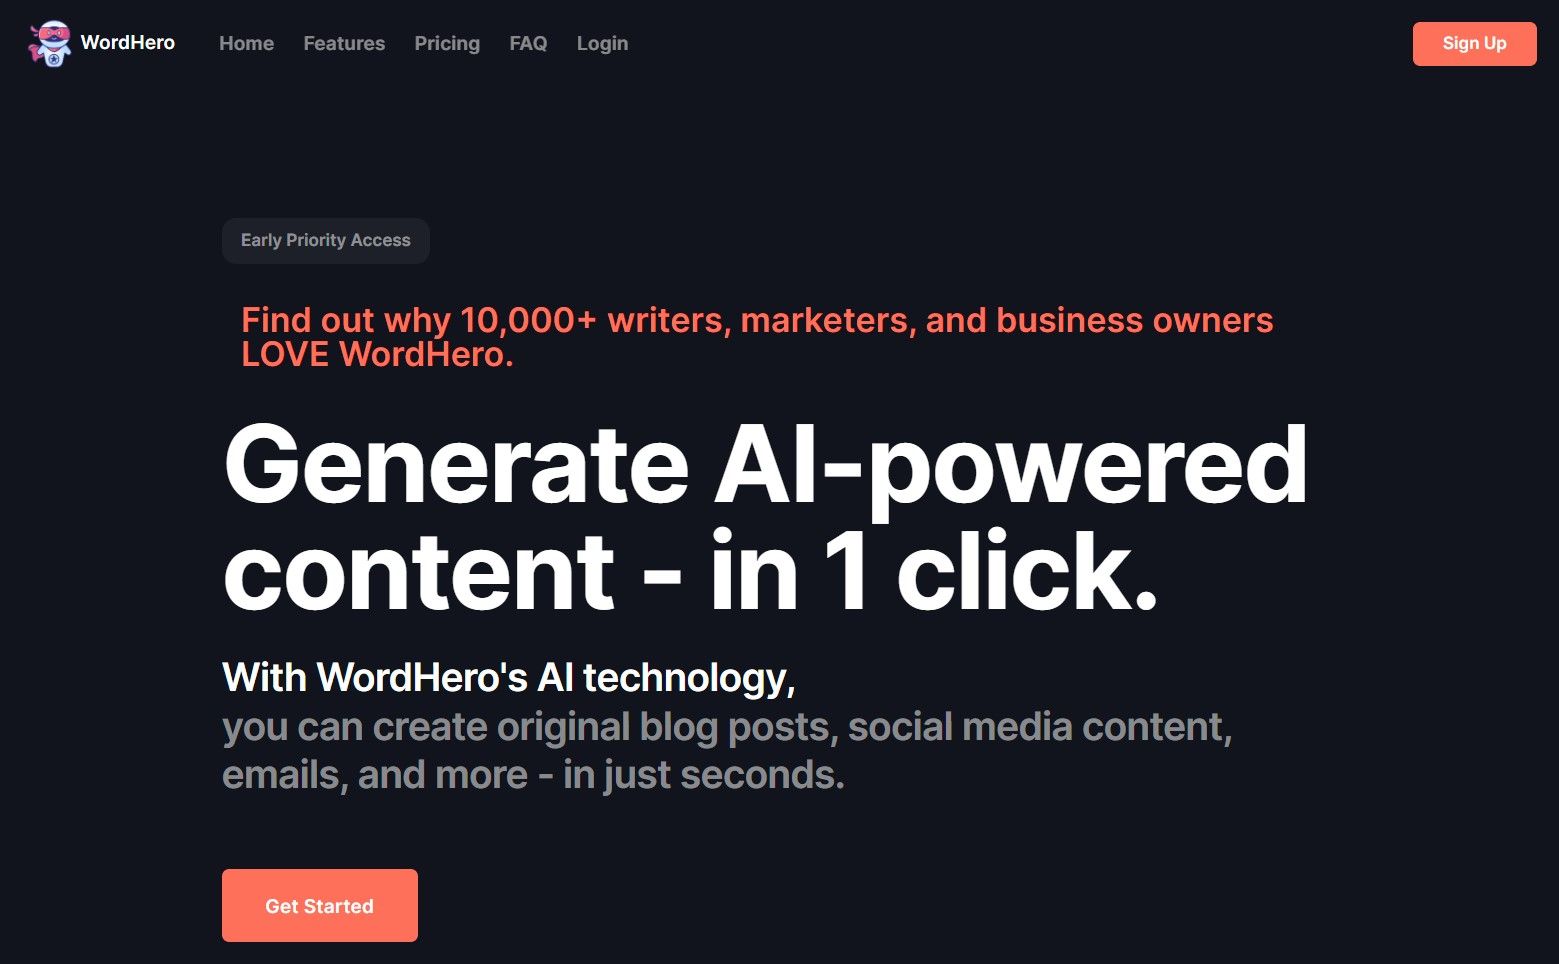 WordHero
Home
Features
Pricing
FAQ
Login
Sign Up
Early Priority Access
Find out why 10,000+ writers, marketers, and business owners
LOVE WordHero.
Generate AI-powered
content - in 1 click.
With WordHero's AI technology,
you can create original blog posts, social media content,
emails, and more - in just seconds.
Get Started